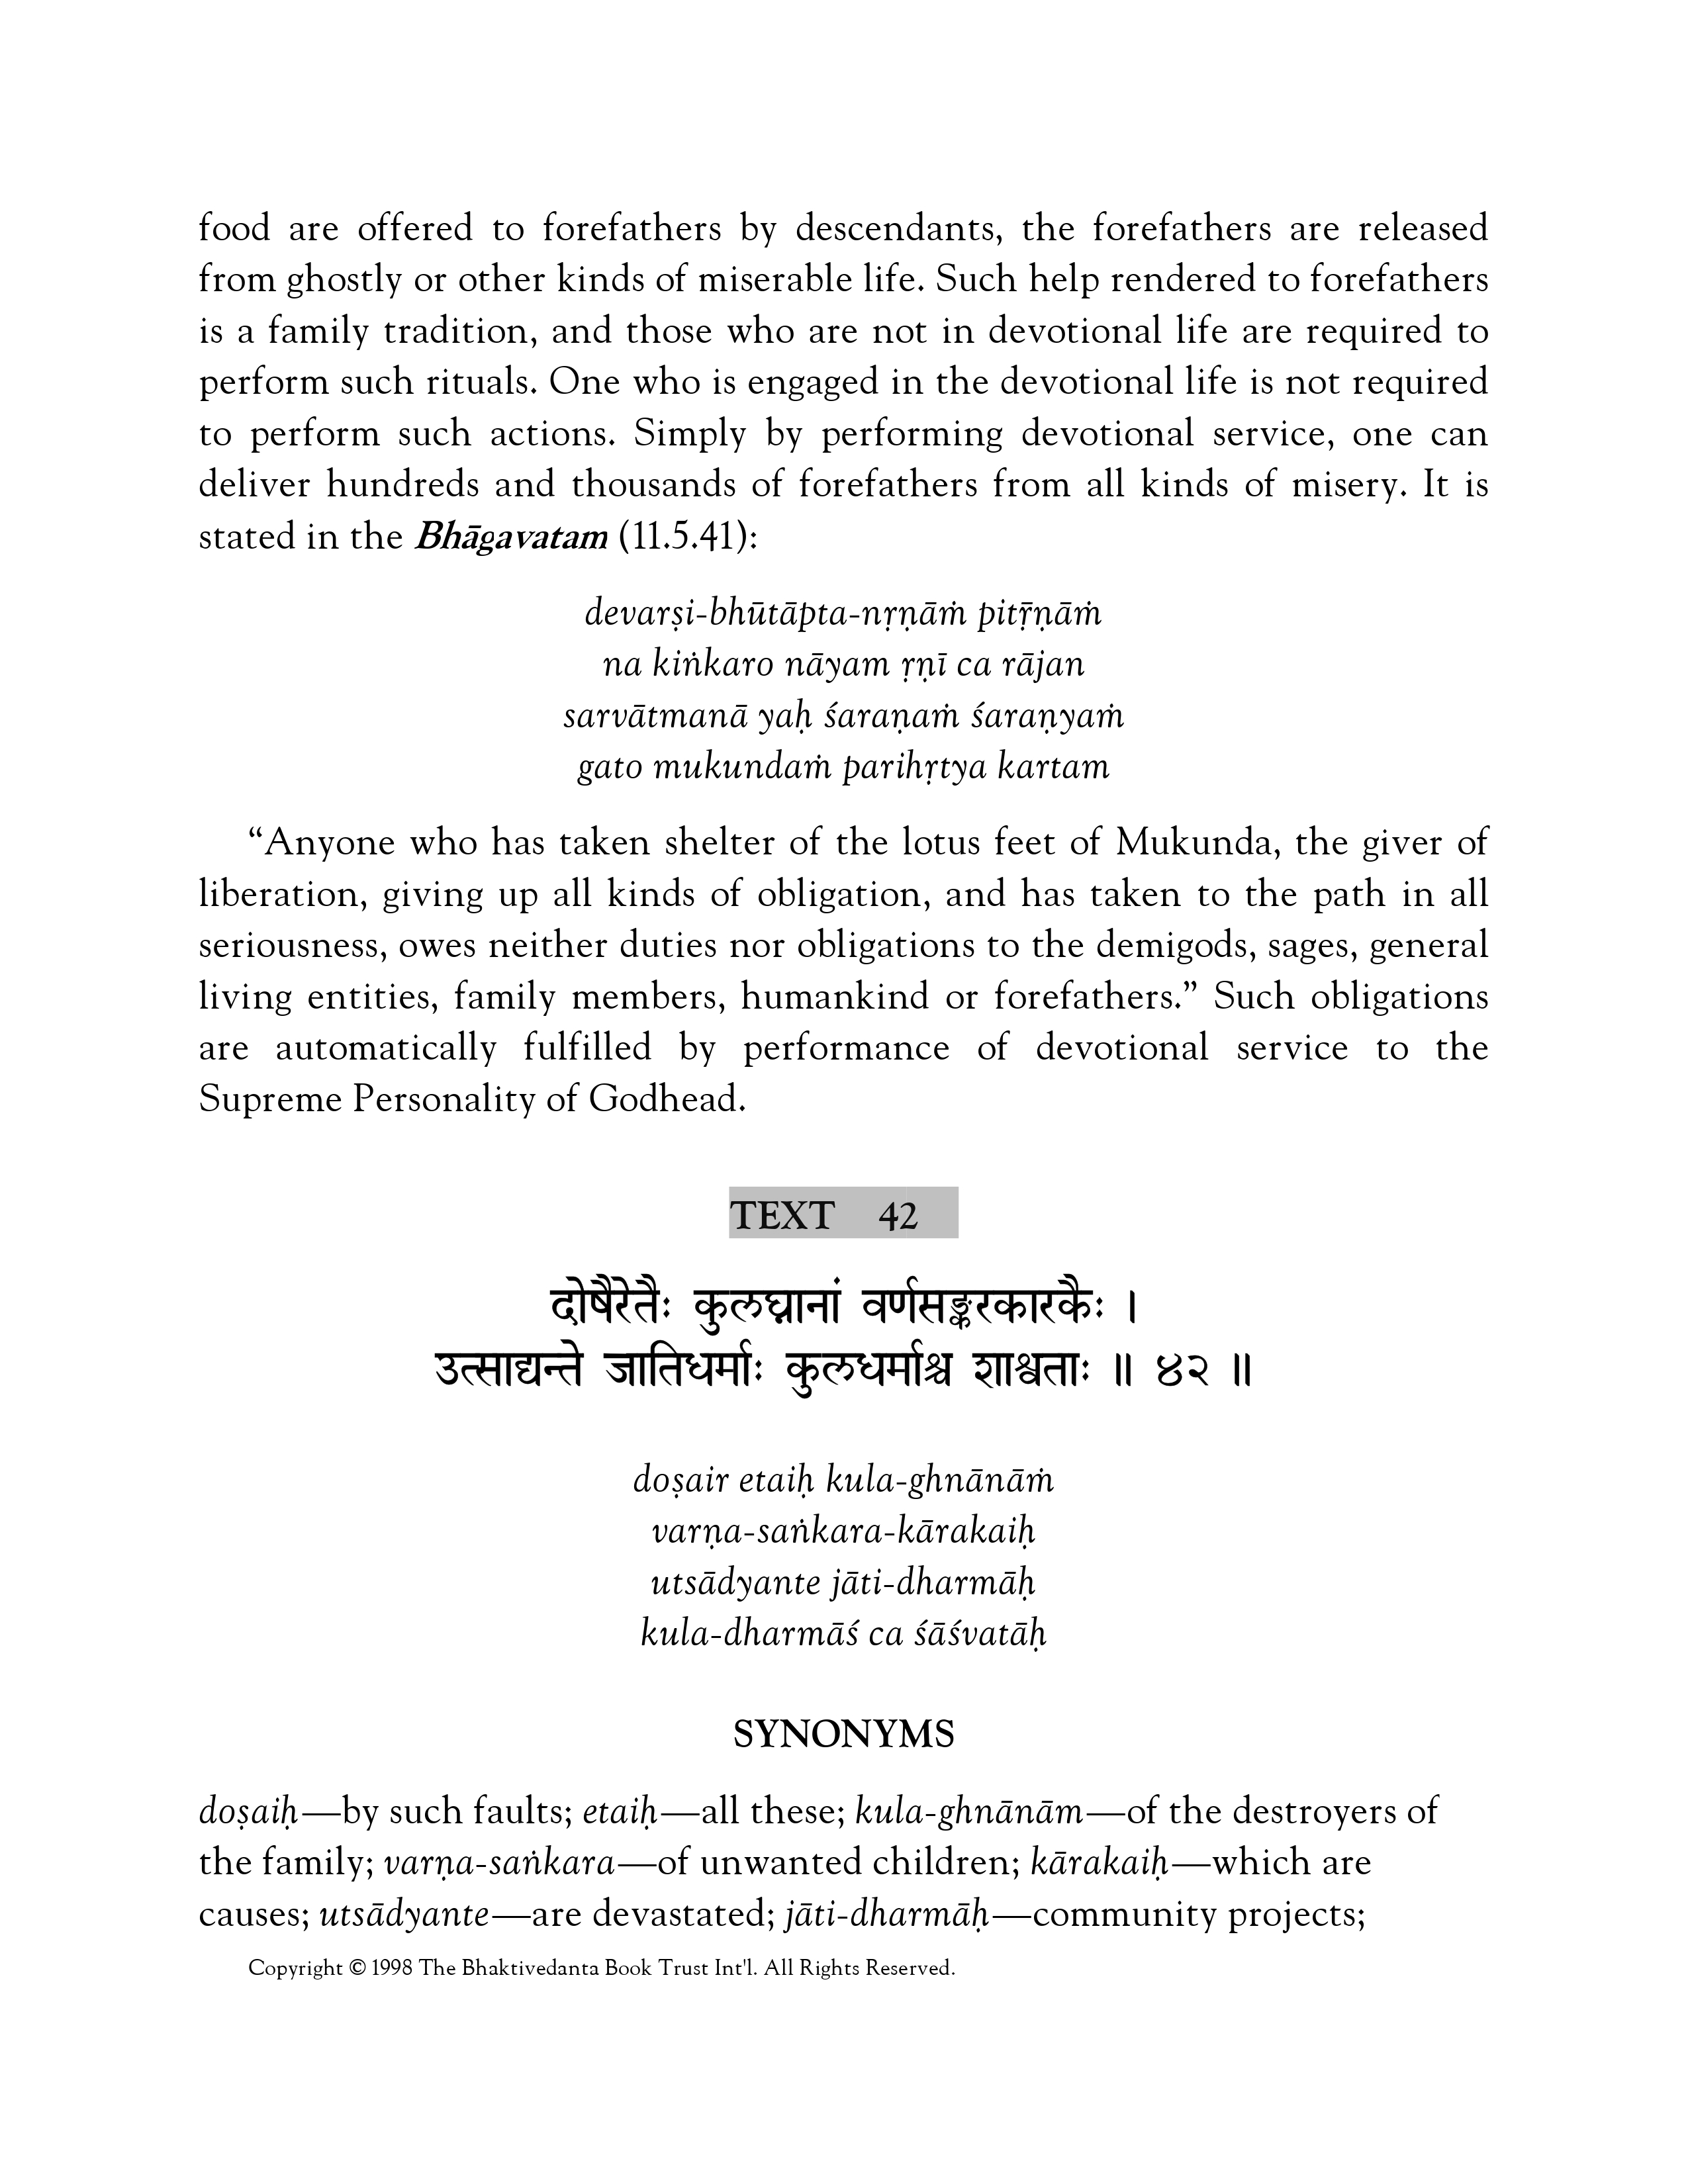 food are offered to forefathers by descendants, the forefathers are released
from ghostly or other kinds of miserable life. Such help rendered to forefathers
is a family tradition, and those who are not in devotional life are required to
perform such rituals. One who is engaged in the devotional life is not required
to perform such actions. Simply by performing devotional service, one can
deliver hundreds and thousands of forefathers from all kinds of misery. It is
stated in the Bhāgavatam (11.5.41):
devarṣi-bhūtāpta-nṛṇāṁ pitṝṇāṁ
na kiṅkaro nāyam ṛṇī ca rājan
sarvātmanā yaḥ śaraṇaṁ śaraṇyaṁ
gato mukundaṁ parihṛtya kartam
“Anyone who has taken shelter of the lotus feet of Mukunda, the giver of
liberation, giving up all kinds of obligation, and has taken to the path in all
seriousness, owes neither duties nor obligations to the demigods, sages, general
living entities, family members, humankind or forefathers.” Such obligations
are automatically fulfilled by performance of devotional service to the
Supreme Personality of Godhead.
TEXT 42
दोषैरेतैः कुलघ्नानां वर्णसङ्करकारकैः ।
उत्साद्यन्ते जातिधर्माः कुलधर्माश्च शाश्वताः ॥ ४२ ॥
doṣair etaiḥ kula-ghnānāṁ
varṇa-saṅkara-kārakaiḥ
utsādyante jāti-dharmāḥ
kula-dharmāś ca śāśvatāḥ
SYNONYMS
doṣaiḥ—by such faults; etaiḥ—all these; kula-ghnānām—of the destroyers of
the family; varṇa-saṅkara—of unwanted children; kārakaiḥ—which are
causes; utsādyante—are devastated; jāti-dharmāḥ—community projects;
Copyright © 1998 The Bhaktivedanta Book Trust Int'l. All Rights Reserved.